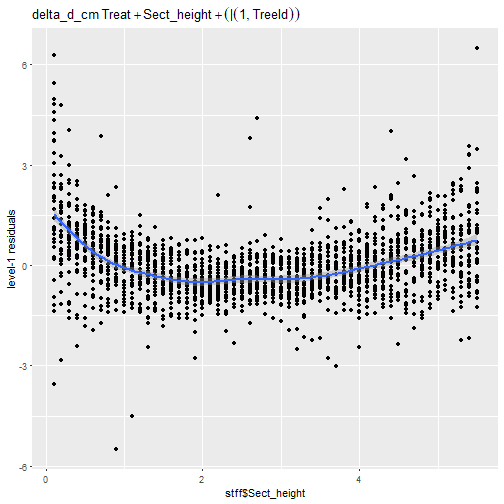 delta_d_cm Treat + Sect_height + (|(1, TreeId))
6
3
0
-3
-6
level-1 residuals
0
2
4
stff$Sect_height